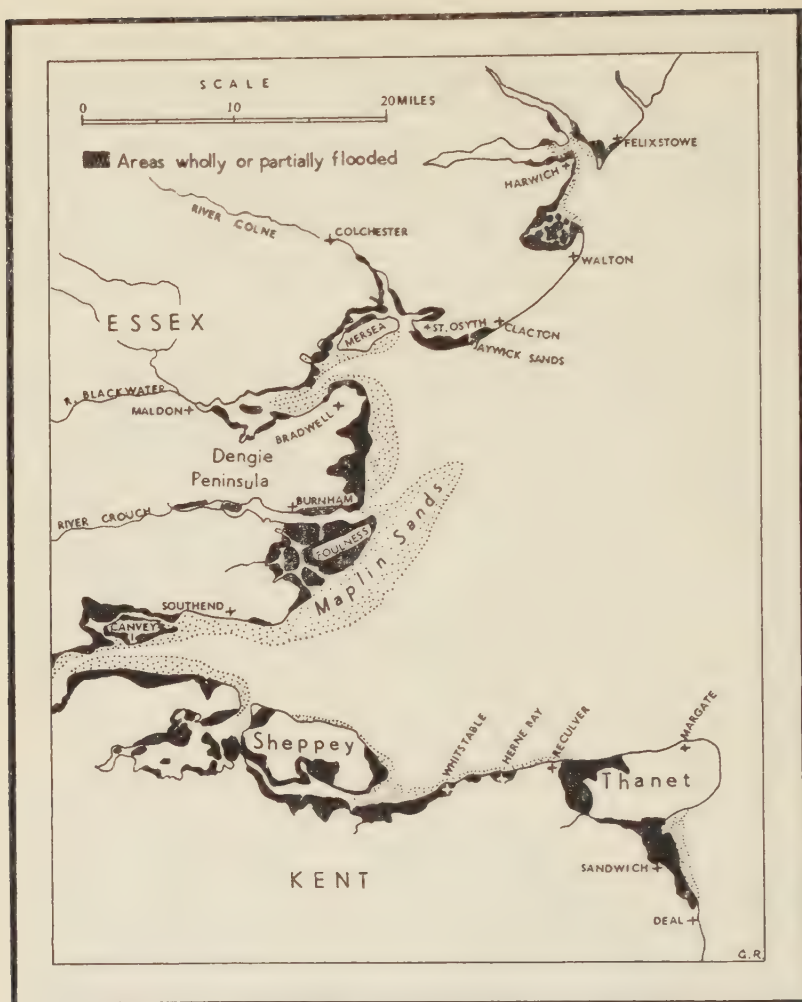 SCALE
0 10 20 MILES
Areas wholly or partially flooded
FELIXSTOWE
HARWICH
RIVER COLNE
COLCHESTER
WALTON
ESSEX
MERSEA
ST. OSYTH
CLACTON
JAYWICK SANDS
R. BLACKWATER
MALDON
BRADWELL
Dengie
Peninsula
BURNHAM
RIVER CROUCH
FOULNESS
Maplin Sands
SOUTHEND
CANVEY
I
Sheppey
WHITSTABLE
HERNE BAY
RECULVER
MARGATE
Thanet
KENT
SANDWICH
DEAL
G.R.